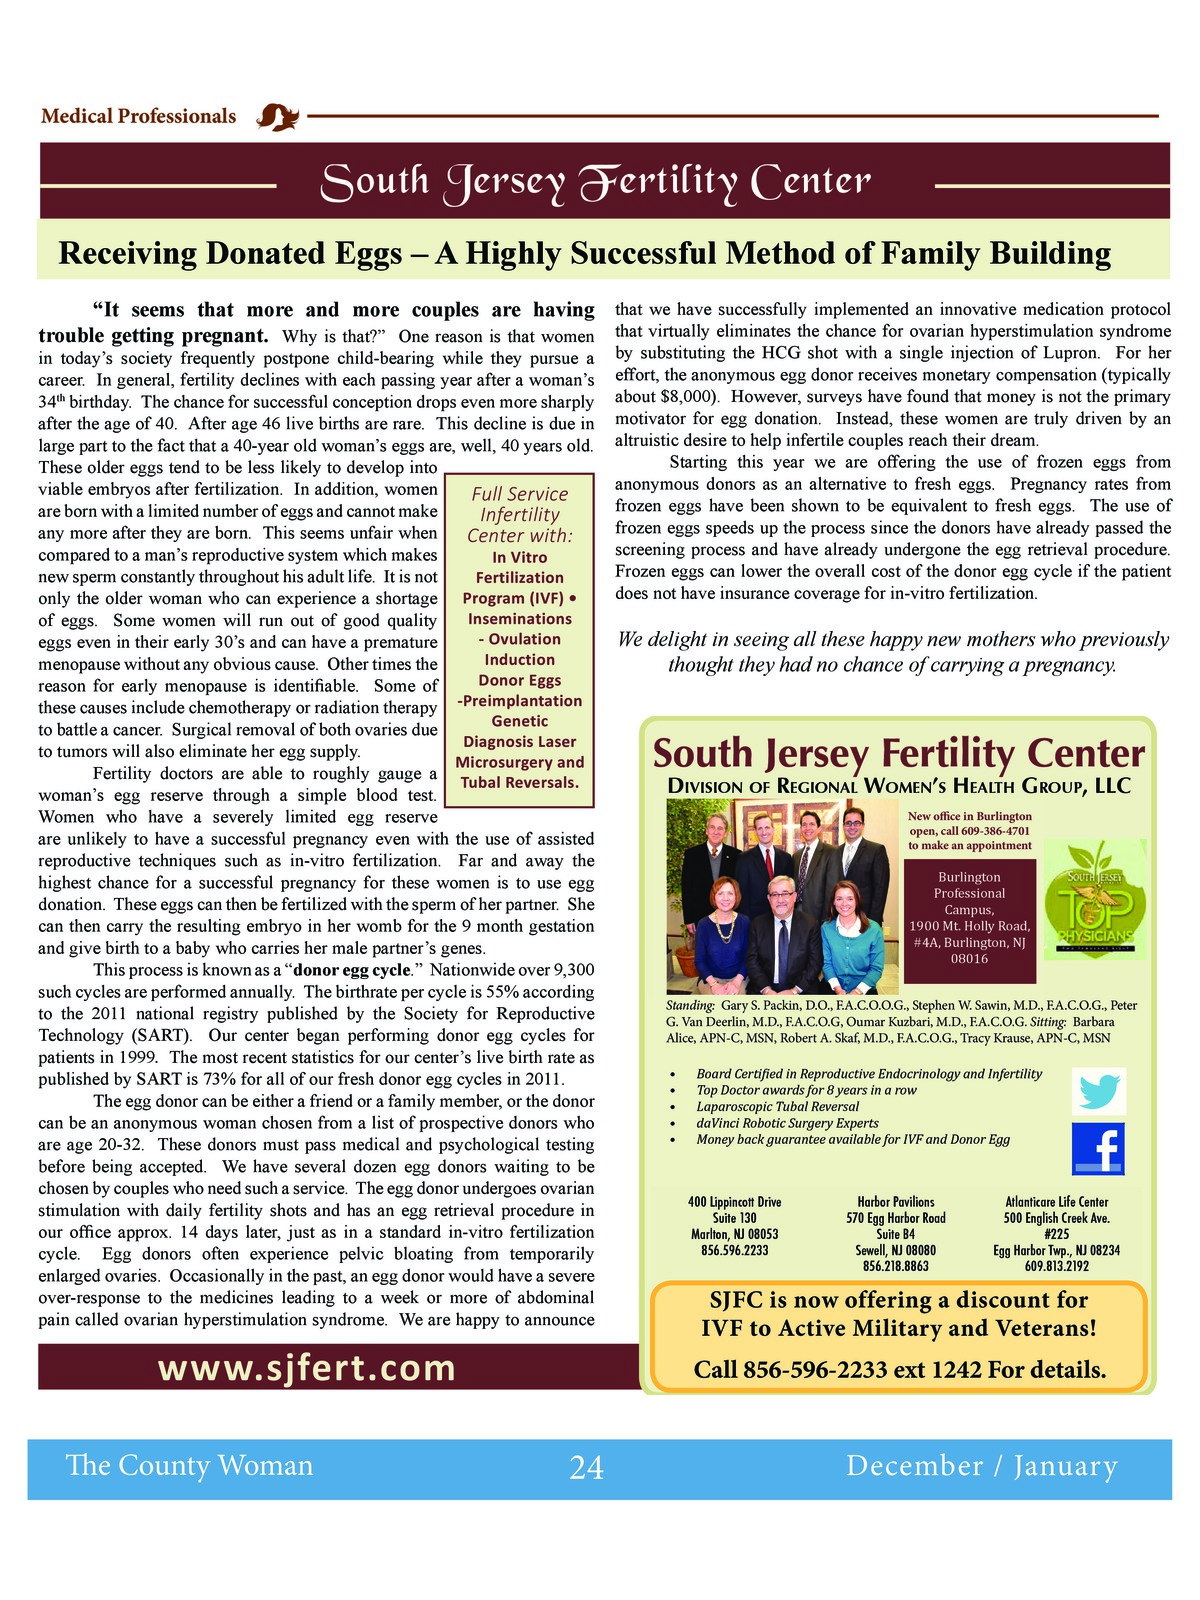 Medical Professionals
South Jersey Fertility Center
Receiving Donated Eggs – A Highly Successful Method of Family Building
“It seems that more and more couples are having
trouble getting pregnant.  Why is that?”  One reason is that women
in today’s society frequently postpone child-bearing while they pursue a
career.  In general, fertility declines with each passing year after a woman’s
34th birthday.  The chance for successful conception drops even more sharply
after the age of 40.  After age 46 live births are rare.  This decline is due in
large part to the fact that a 40-year old woman’s eggs are, well, 40 years old.
These older eggs tend to be less likely to develop into
viable embryos after fertilization.  In addition, women
are born with a limited number of eggs and cannot make
any more after they are born.  This seems unfair when
compared to a man’s reproductive system which makes
new sperm constantly throughout his adult life.  It is not
only the older woman who can experience a shortage
of eggs.  Some women will run out of good quality
eggs even in their early 30’s and can have a premature
menopause without any obvious cause.  Other times the
reason for early menopause is identifiable.  Some of
these causes include chemotherapy or radiation therapy
to battle a cancer.  Surgical removal of both ovaries due
to tumors will also eliminate her egg supply.
Fertility doctors are able to roughly gauge a
woman’s egg reserve through a simple blood test.
Women who have a severely limited egg reserve
are unlikely to have a successful pregnancy even with the use of assisted
reproductive techniques such as in-vitro fertilization.  Far and away the
highest chance for a successful pregnancy for these women is to use egg
donation.  These eggs can then be fertilized with the sperm of her partner.  She
can then carry the resulting embryo in her womb for the 9 month gestation
and give birth to a baby who carries her male partner’s genes.
This process is known as a “donor egg cycle.”  Nationwide over 9,300
such cycles are performed annually.  The birthrate per cycle is 55% according
to the 2011 national registry published by the Society for Reproductive
Technology (SART).  Our center began performing donor egg cycles for
patients in 1999.  The most recent statistics for our center’s live birth rate as
published by SART is 73% for all of our fresh donor egg cycles in 2011.
The egg donor can be either a friend or a family member, or the donor
can be an anonymous woman chosen from a list of prospective donors who
are age 20-32.  These donors must pass medical and psychological testing
before being accepted.  We have several dozen egg donors waiting to be
chosen by couples who need such a service.  The egg donor undergoes ovarian
stimulation with daily fertility shots and has an egg retrieval procedure in
our office approx. 14 days later, just as in a standard in-vitro fertilization
cycle.  Egg donors often experience pelvic bloating from temporarily
enlarged ovaries.  Occasionally in the past, an egg donor would have a severe
over-response to the medicines leading to a week or more of abdominal
pain called ovarian hyperstimulation syndrome.  We are happy to announce
Full Service
Infertility
Center with:
In Vitro
Fertilization
Program (IVF) •
Inseminations
- Ovulation
Induction
Donor Eggs
-Preimplantation
Genetic
Diagnosis Laser
Microsurgery and
Tubal Reversals.
that we have successfully implemented an innovative medication protocol
that virtually eliminates the chance for ovarian hyperstimulation syndrome
by substituting the HCG shot with a single injection of Lupron.  For her
effort, the anonymous egg donor receives monetary compensation (typically
about $8,000).  However, surveys have found that money is not the primary
motivator for egg donation.  Instead, these women are truly driven by an
altruistic desire to help infertile couples reach their dream.
Starting this year we are offering the use of frozen eggs from
anonymous donors as an alternative to fresh eggs.  Pregnancy rates from
frozen eggs have been shown to be equivalent to fresh eggs.  The use of
frozen eggs speeds up the process since the donors have already passed the
screening process and have already undergone the egg retrieval procedure.
Frozen eggs can lower the overall cost of the donor egg cycle if the patient
does not have insurance coverage for in-vitro fertilization.
We delight in seeing all these happy new mothers who previously
thought they had no chance of carrying a pregnancy.
South Jersey Fertility Center
Division of Regional Women’s Health Group, LLC
New office in Burlington
open, call 609-386-4701
to make an appointment
Burlington
Professional
Campus,
1900 Mt. Holly Road,
#4A, Burlington, NJ
08016
SOUTH JERSEY
TOP
PHYSICIANS
Standing:  Gary S. Packin, D.O., F.A.C.O.O.G., Stephen W. Sawin, M.D., F.A.C.O.G., Peter
G. Van Deerlin, M.D., F.A.C.O.G, Oumar Kuzbari, M.D., F.A.C.O.G. Sitting:  Barbara
Alice, APN-C, MSN, Robert A. Skaf, M.D., F.A.C.O.G., Tracy Krause, APN-C, MSN
• Board Certified in Reproductive Endocrinology and Infertility
• Top Doctor awards for 8 years in a row
• Laparoscopic Tubal Reversal
• daVinci Robotic Surgery Experts
• Money back guarantee available for IVF and Donor Egg
f
400 Lippincott Drive
Suite 130
Marlton, NJ 08053
856.596.2233
Harbor Pavilions
570 Egg Harbor Road
Suite B4
Sewell, NJ 08080
856.218.8863
Atlanticare Life Center
500 English Creek Ave.
#225
Egg Harbor Twp., NJ 08234
609.813.2192
SJFC is now offering a discount for
IVF to Active Military and Veterans!
Call 856-596-2233 ext 1242 For details.
www.sjfert.com
The County Woman
24
December / January